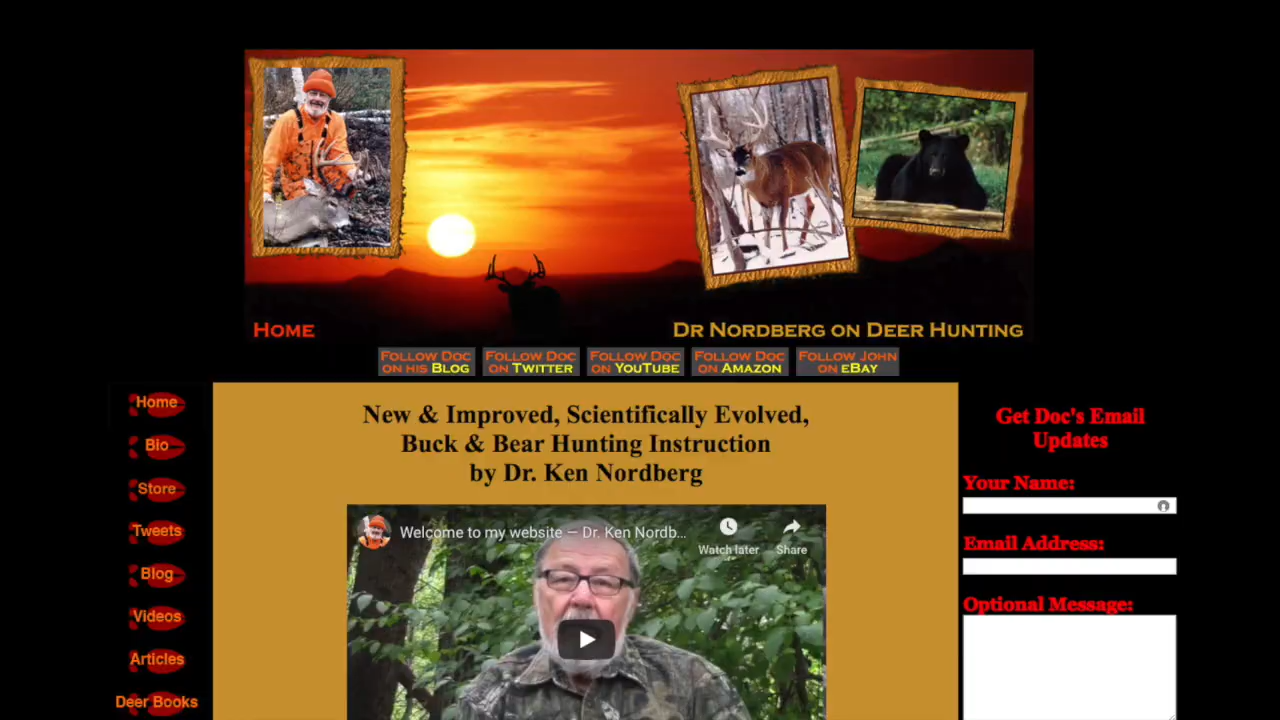 Home
Dr Nordberg on Deer Hunting
Follow Doc
on his Blog
Follow Doc
on Twitter
Follow Doc
on YouTube
Follow Doc
on Amazon
Follow John
on eBay
Home
Bio
Store
Tweets
Blog
Videos
Articles
Deer Books
New & Improved, Scientifically Evolved,
Buck & Bear Hunting Instruction
by Dr. Ken Nordberg
Welcome to my website – Dr. Ken Nordb...
Watch later
Share
Get Doc's Email
Updates
Your Name:
Email Address:
Optional Message: